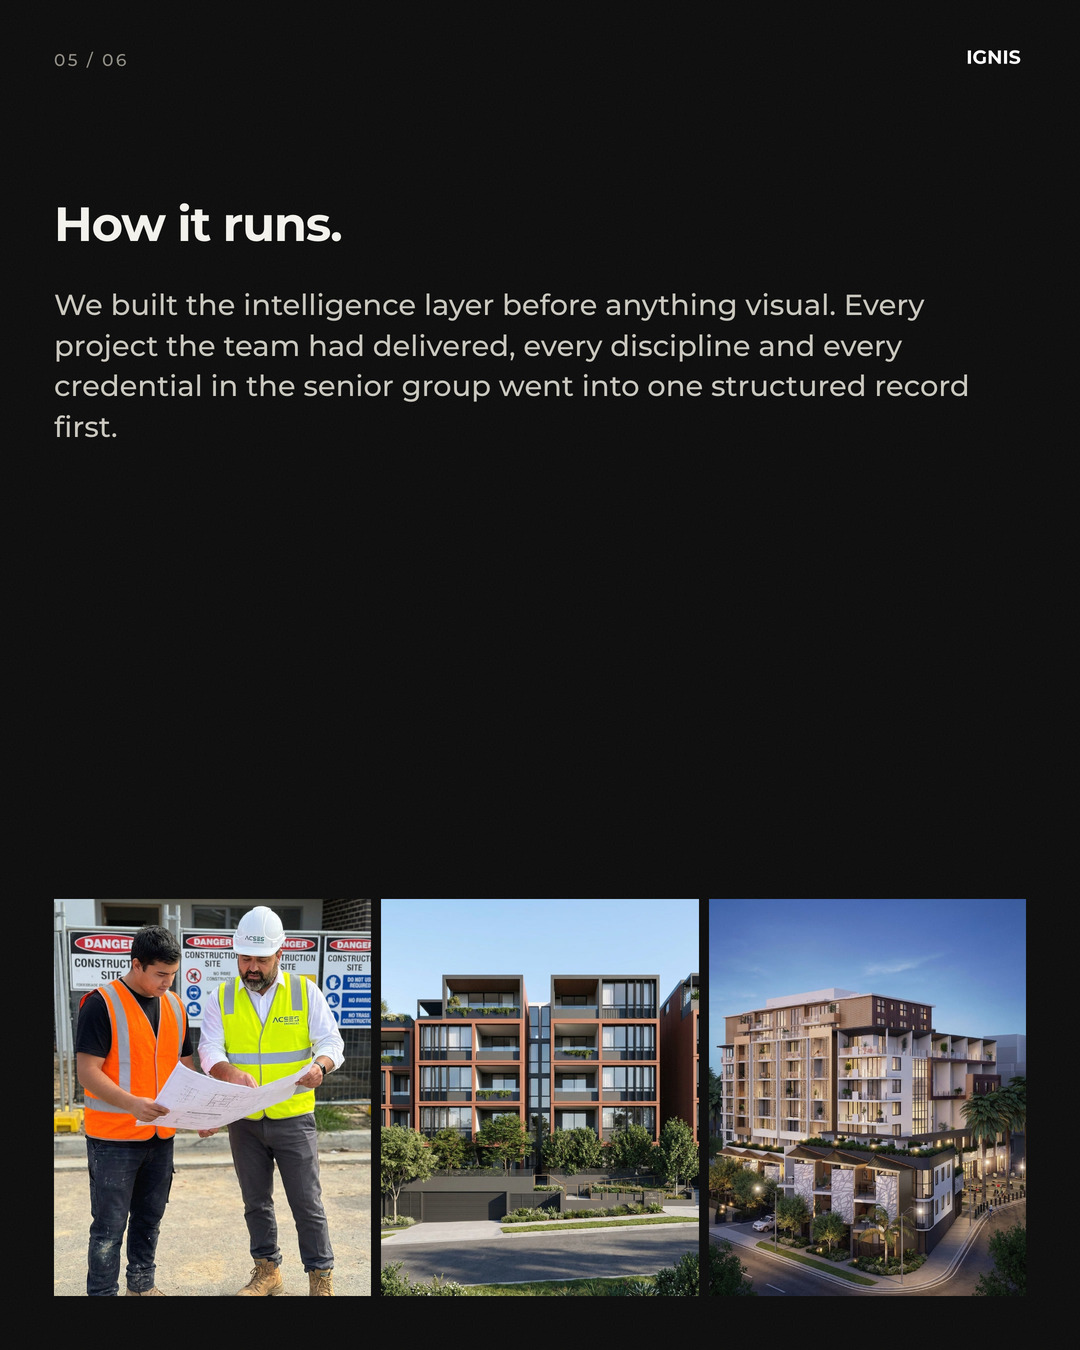 05 / 06
IGNIS
How it runs.
We built the intelligence layer before anything visual. Every
project the team had delivered, every discipline and every
credential in the senior group went into one structured record
first.
DANGER
CONSTRUCTION
SITE
DANGER
CONSTRUCTION
SITE
DANGER
CONSTRUCTION
SITE
ACSES
ACSES